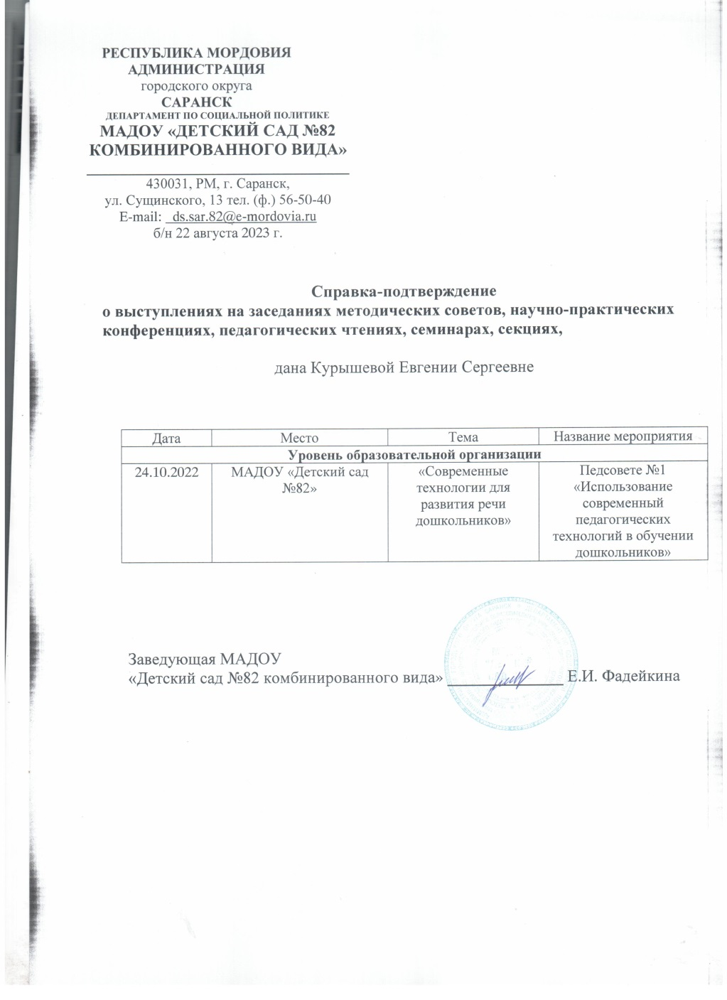 РЕСПУБЛИКА МОРДОВИЯ
АДМИНИСТРАЦИЯ
городского округа
САРАНСК
ДЕПАРТАМЕНТ ПО СОЦИАЛЬНОЙ ПОЛИТИКЕ
МАДОУ «ДЕТСКИЙ САД №82
КОМБИНИРОВАННОГО ВИДА»
430031, РМ, г. Саранск,
ул. Сущинского, 13 тел. (ф.) 56-50-40
E-mail: ds.sar.82@e-mordovia.ru
б/н 22 августа 2023 г.
Справка-подтверждение
о выступлениях на заседаниях методических советов, научно-практических
конференциях, педагогических чтениях, семинарах, секциях,
дана Курышевой Евгении Сергеевне
Дата Место Тема Название мероприятия
Уровень образовательной организации
24.10.2022
МАДОУ «Детский сад
№82»
«Современные
технологии для
развития речи
дошкольников»
Педсовете №1
«Использование
современный
педагогических
технологий в обучении
дошкольников»
Заведующая МАДОУ
«Детский сад №82 комбинированного вида» Е.И. Фадейкина